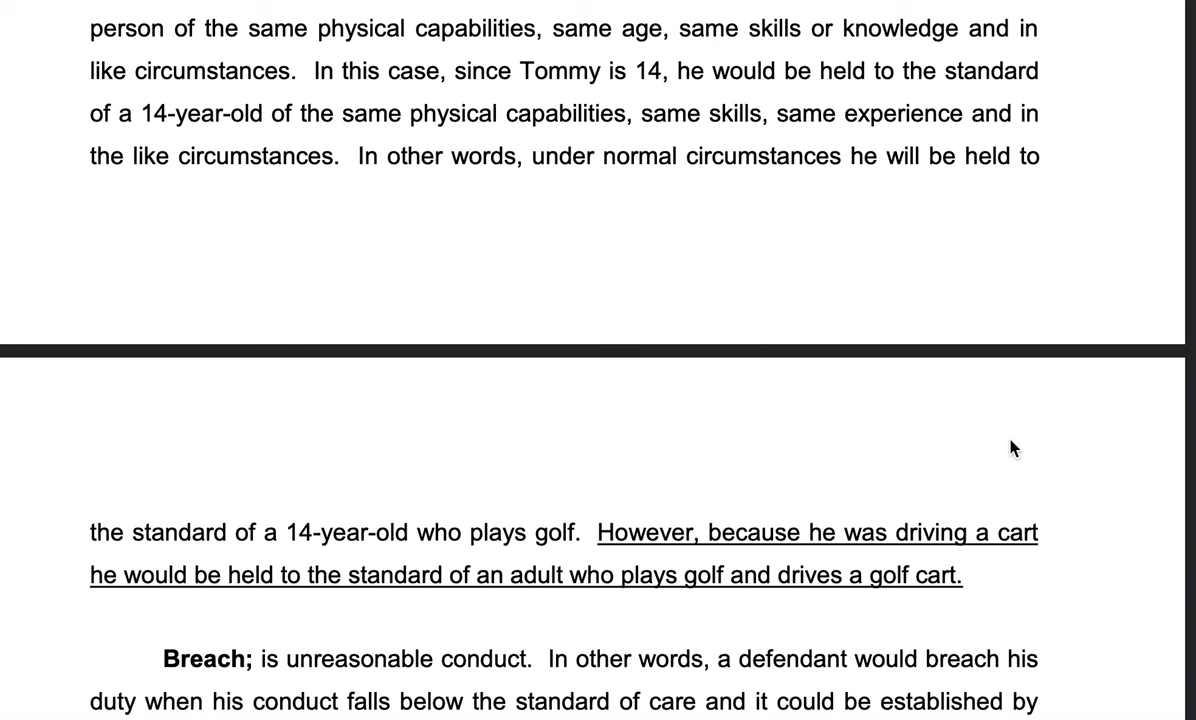 person of the same physical capabilities, same age, same skills or knowledge and in
like circumstances.  In this case, since Tommy is 14, he would be held to the standard
of a 14-year-old of the same physical capabilities, same skills, same experience and in
the like circumstances.  In other words, under normal circumstances he will be held to
the standard of a 14-year-old who plays golf.  However, because he was driving a cart
he would be held to the standard of an adult who plays golf and drives a golf cart.
Breach; is unreasonable conduct.  In other words, a defendant would breach his
duty when his conduct falls below the standard of care and it could be established by